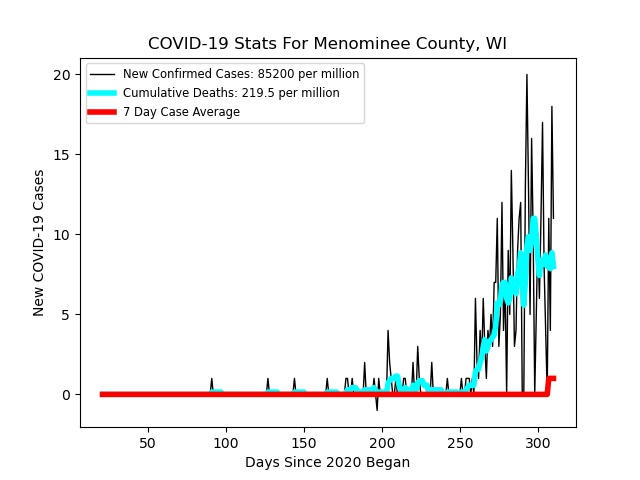 COVID-19 Stats For Menominee County, WI
New Confirmed Cases: 85200 per million
Cumulative Deaths: 219.5 per million
7 Day Case Average
New COVID-19 Cases
20
15
10
5
0
50 100 150 200 250 300
Days Since 2020 Began